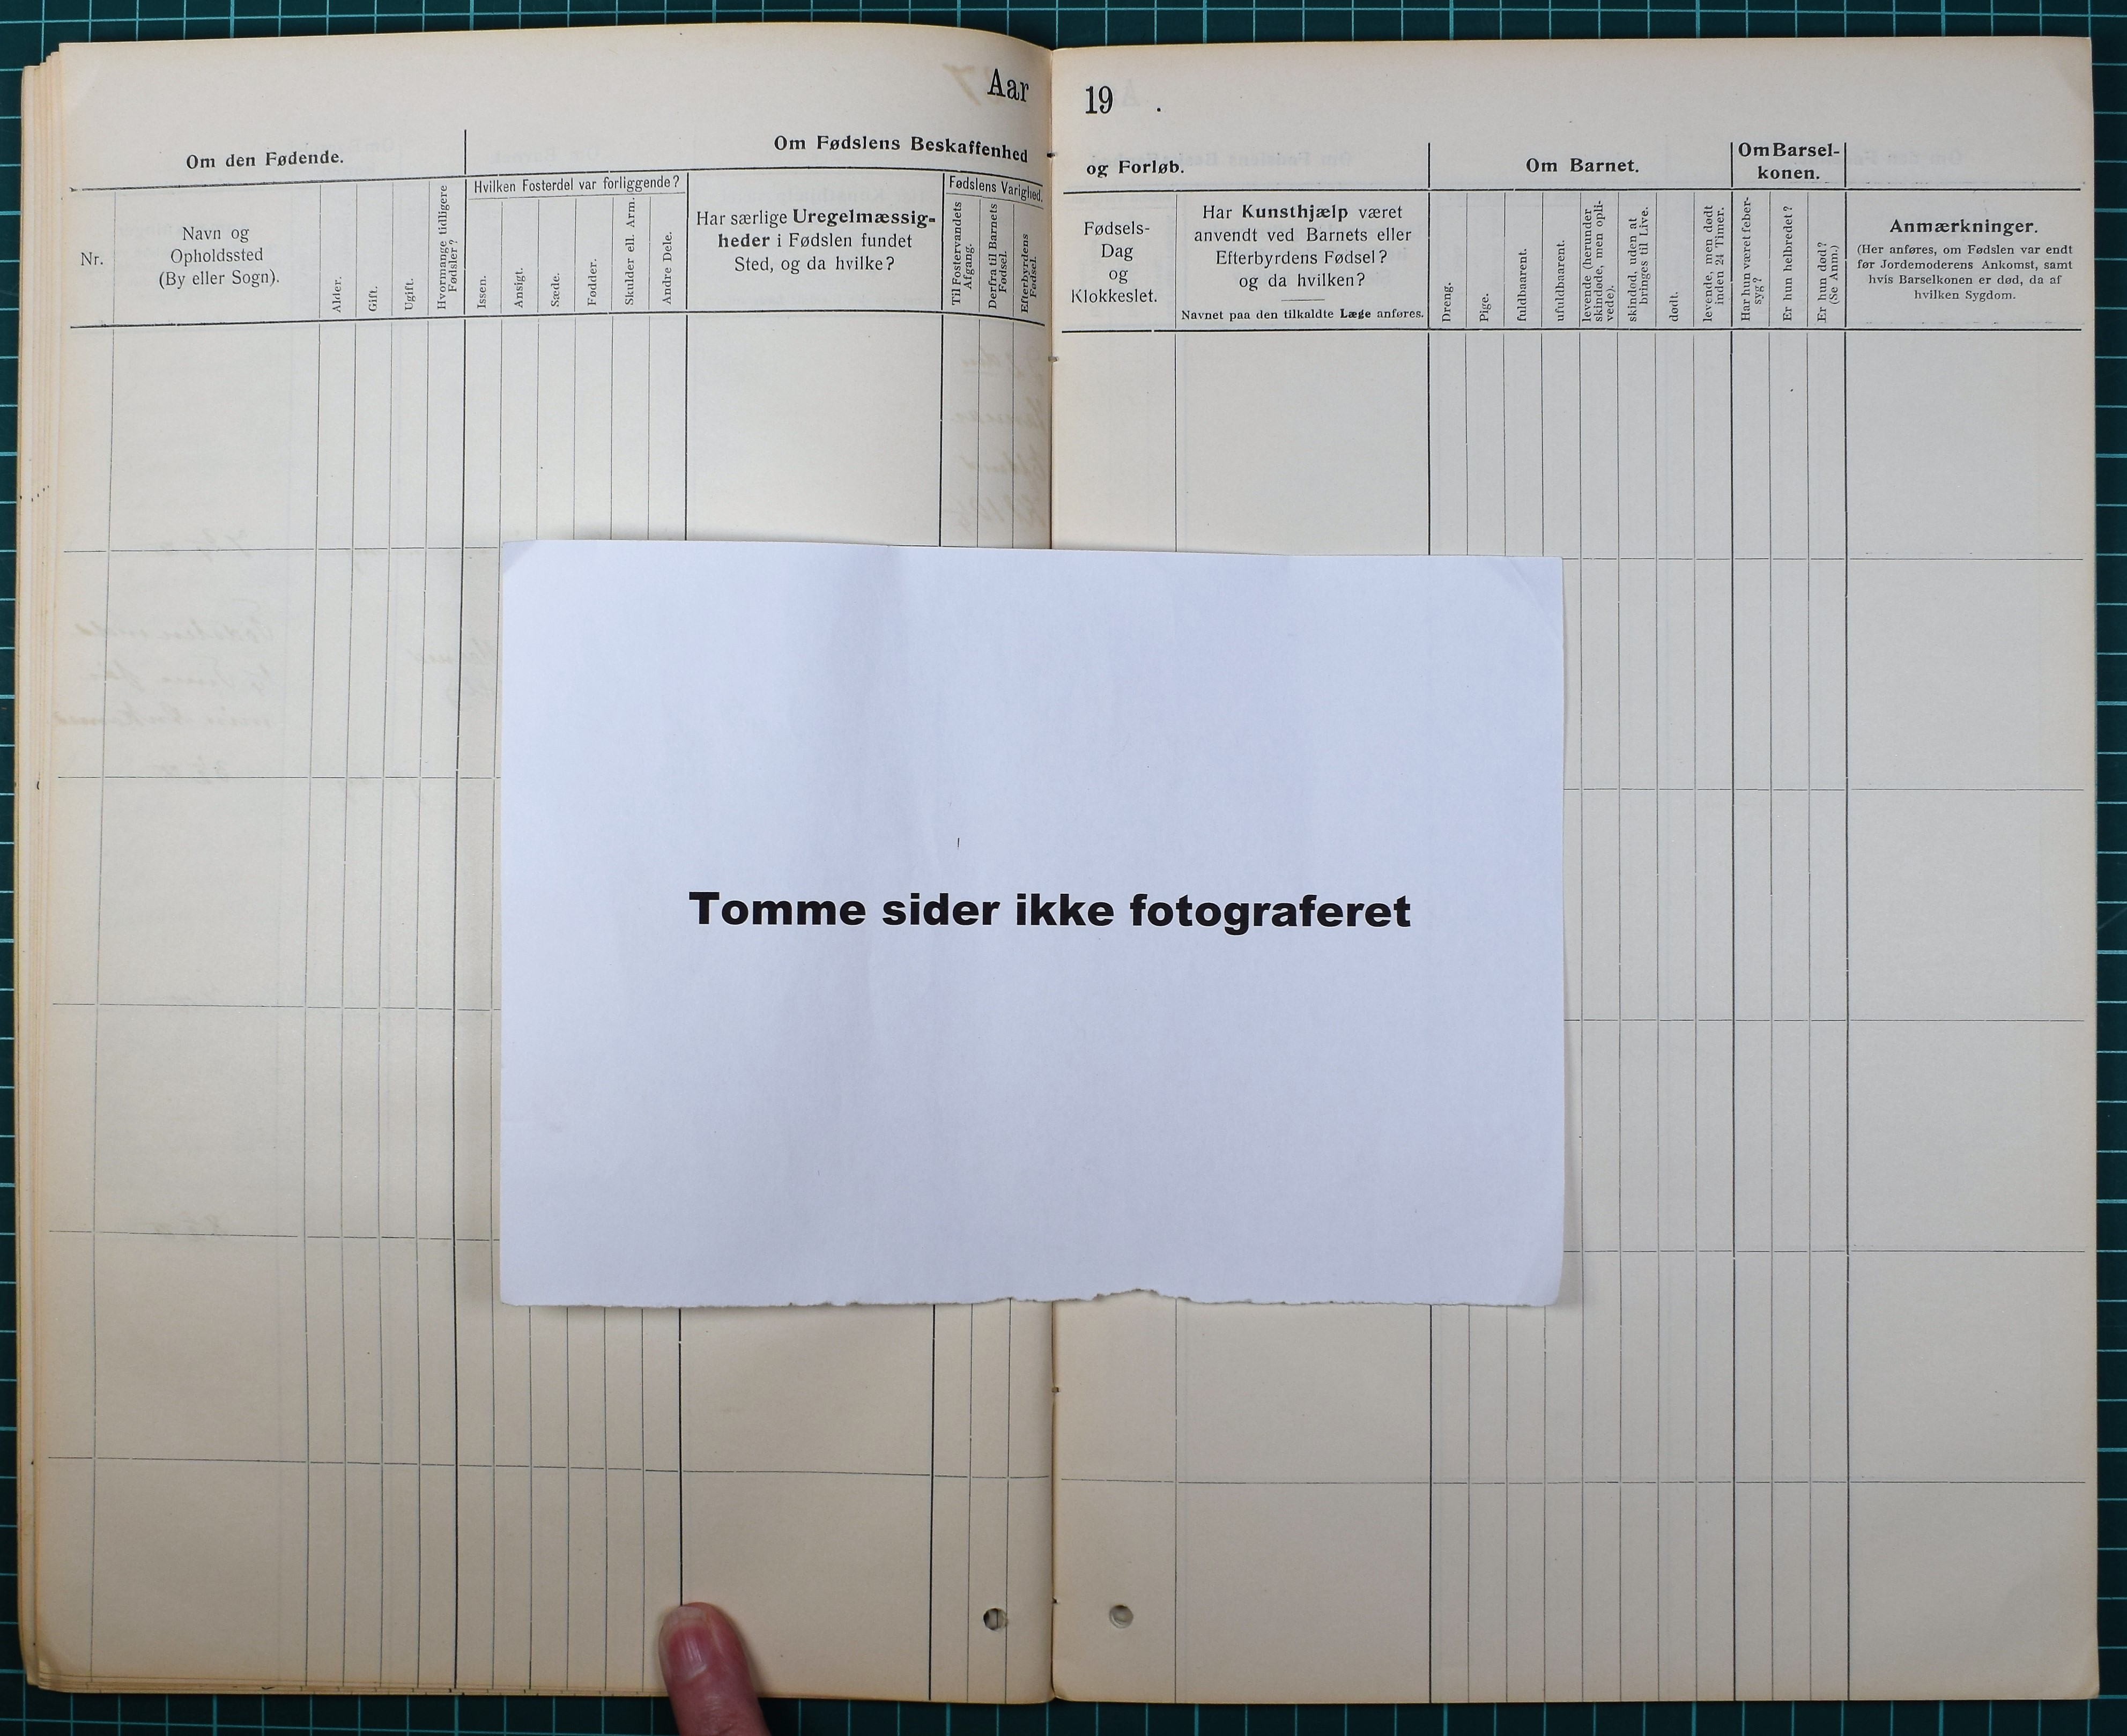 Aar
19 .
Om den Fødende.
Om Fødslens Beskaffenhed
og Forløb.
Om Barnet.
Om Barsel-
konen.
Nr.
Navn og
Opholdssted
(By eller Sogn).
Alder.
Gift.
Ugift.
Hvormange tidligere
Fødsler?
Hvilken Fosterdel var forliggende?
Issen.
Ansigt.
Sæde.
Fødder.
Skulder ell. Arm.
Andre Dele.
Har særlige Uregelmæssig-
heder i Fødslen fundet
Sted, og da hvilke?
Fødslens Varighed.
Til Fostervandets
Afgang.
Derfra til Barnets
Fødsel.
Efterbyrdens
Fødsel.
Fødsels-
Dag
og
Klokkeslet.
Har Kunsthjælp været
anvendt ved Barnets eller
Efterbyrdens Fødsel?
og da hvilken?
Navnet paa den tilkaldte Læge anføres.
Dreng.
Pige.
fuldbaarent.
ufuldbaarent.
levende (herunder
skindøde, men opli-
vede).
skindød, uden at
bringes til Live.
dødt.
levende, men dødt
inden 24 Timer.
Har hun været feber-
syg?
Er hun helbredet?
Er hun død?
(Se Anm.)
Anmærkninger.
(Her anføres, om Fødslen var endt
før Jordemoderens Ankomst, samt
hvis Barselkonen er død, da af
hvilken Sygdom.
Tomme sider ikke fotograferet